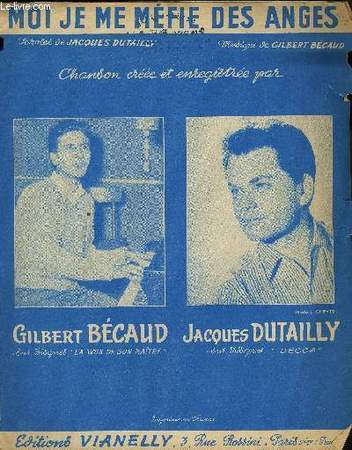 MOI JE ME MÉFIE DES ANGES
Paroles de JACQUES DUTAILLY
Musique de GILBERT BÉCAUD
Chanson créée et enregistrée par
GILBERT BÉCAUD
JACQUES DUTAILLY
"LA VOIX DE SON MAÎTRE"
"DECCA"
Editions VIANELLY, 3, Rue Rossini, Paris